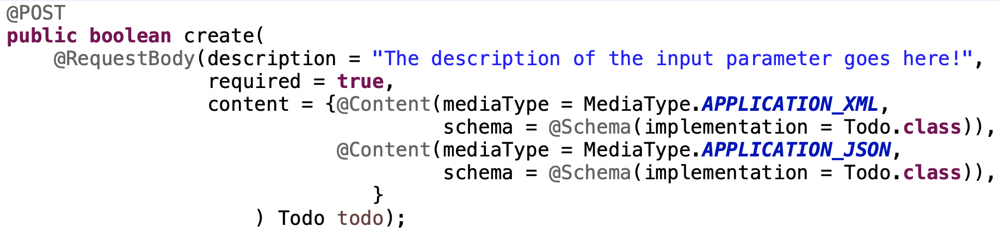 @POST
public boolean create(
    @RequestBody(description = "The description of the input parameter goes here!",
                 required = true,
                 content = {@Content(mediaType = MediaType.APPLICATION_XML,
                                     schema = @Schema(implementation = Todo.class)),
                            @Content(mediaType = MediaType.APPLICATION_JSON,
                                     schema = @Schema(implementation = Todo.class)),
                               }
                     ) Todo todo);